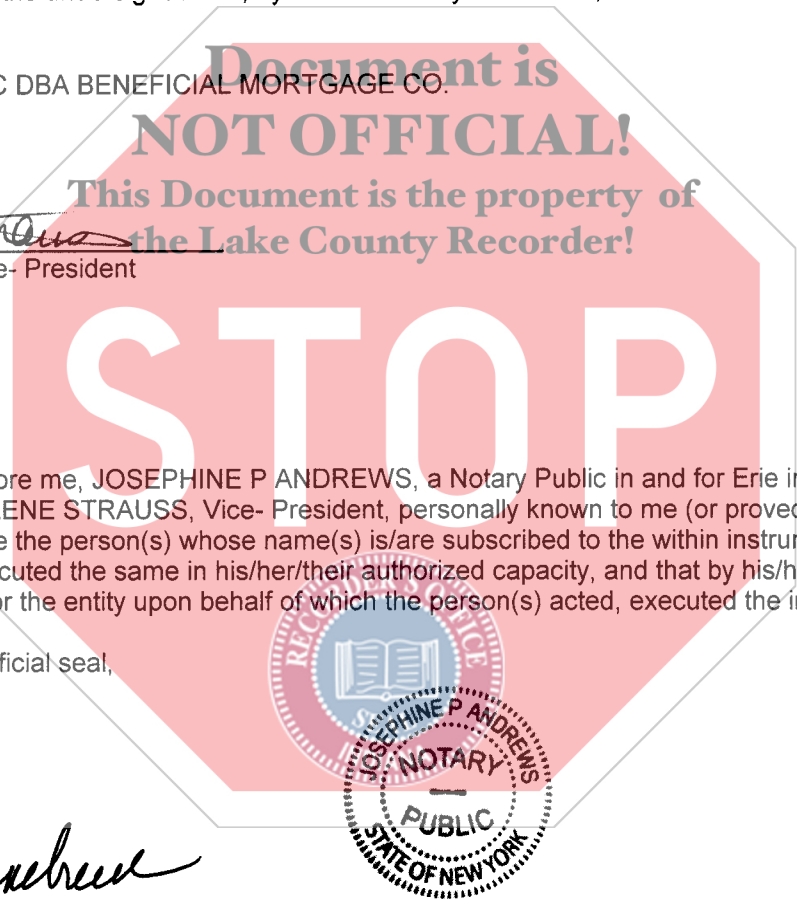 C DBA BENEFICIAL MORTGAGE CO.
Document is
NOT OFFICIAL!
This Document is the property of
the Lake County Recorder!
e- President
STOP
ore me, JOSEPHINE P ANDREWS, a Notary Public in and for Erie i
ENE STRAUSS, Vice- President, personally known to me (or proved
e the person(s) whose name(s) is/are subscribed to the within instru
cuted the same in his/her/their authorized capacity, and that by his/h
or the entity upon behalf of which the person(s) acted, executed the i
ficial seal,
RECORDER'S OFFICE
JOSEPHINE P ANDREWS
NOTARY
PUBLIC
STATE OF NEW YORK